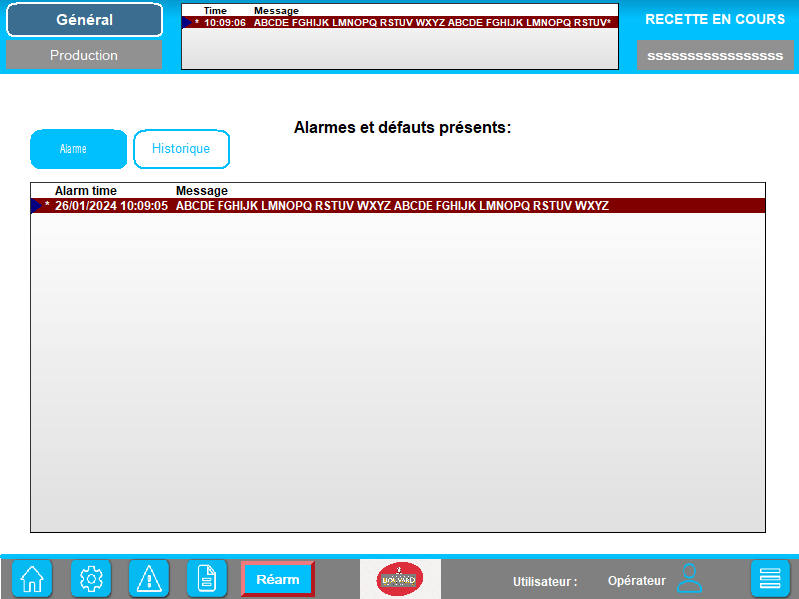 Général
Production
Time Message
* 10:09:06 ABCDE FGHIJK LMNOPQ RSTUV WXYZ ABCDE FGHIJK LMNOPQ RSTUV*
RECETTE EN COURS
sssssssssssssssss
Alarmes et défauts présents:
Alarme
Historique
Alarm time Message
* 26/01/2024 10:09:05 ABCDE FGHIJK LMNOPQ RSTUV WXYZ ABCDE FGHIJK LMNOPQ RSTUV WXYZ
Réarm
BOUVARD
Utilisateur :
Opérateur